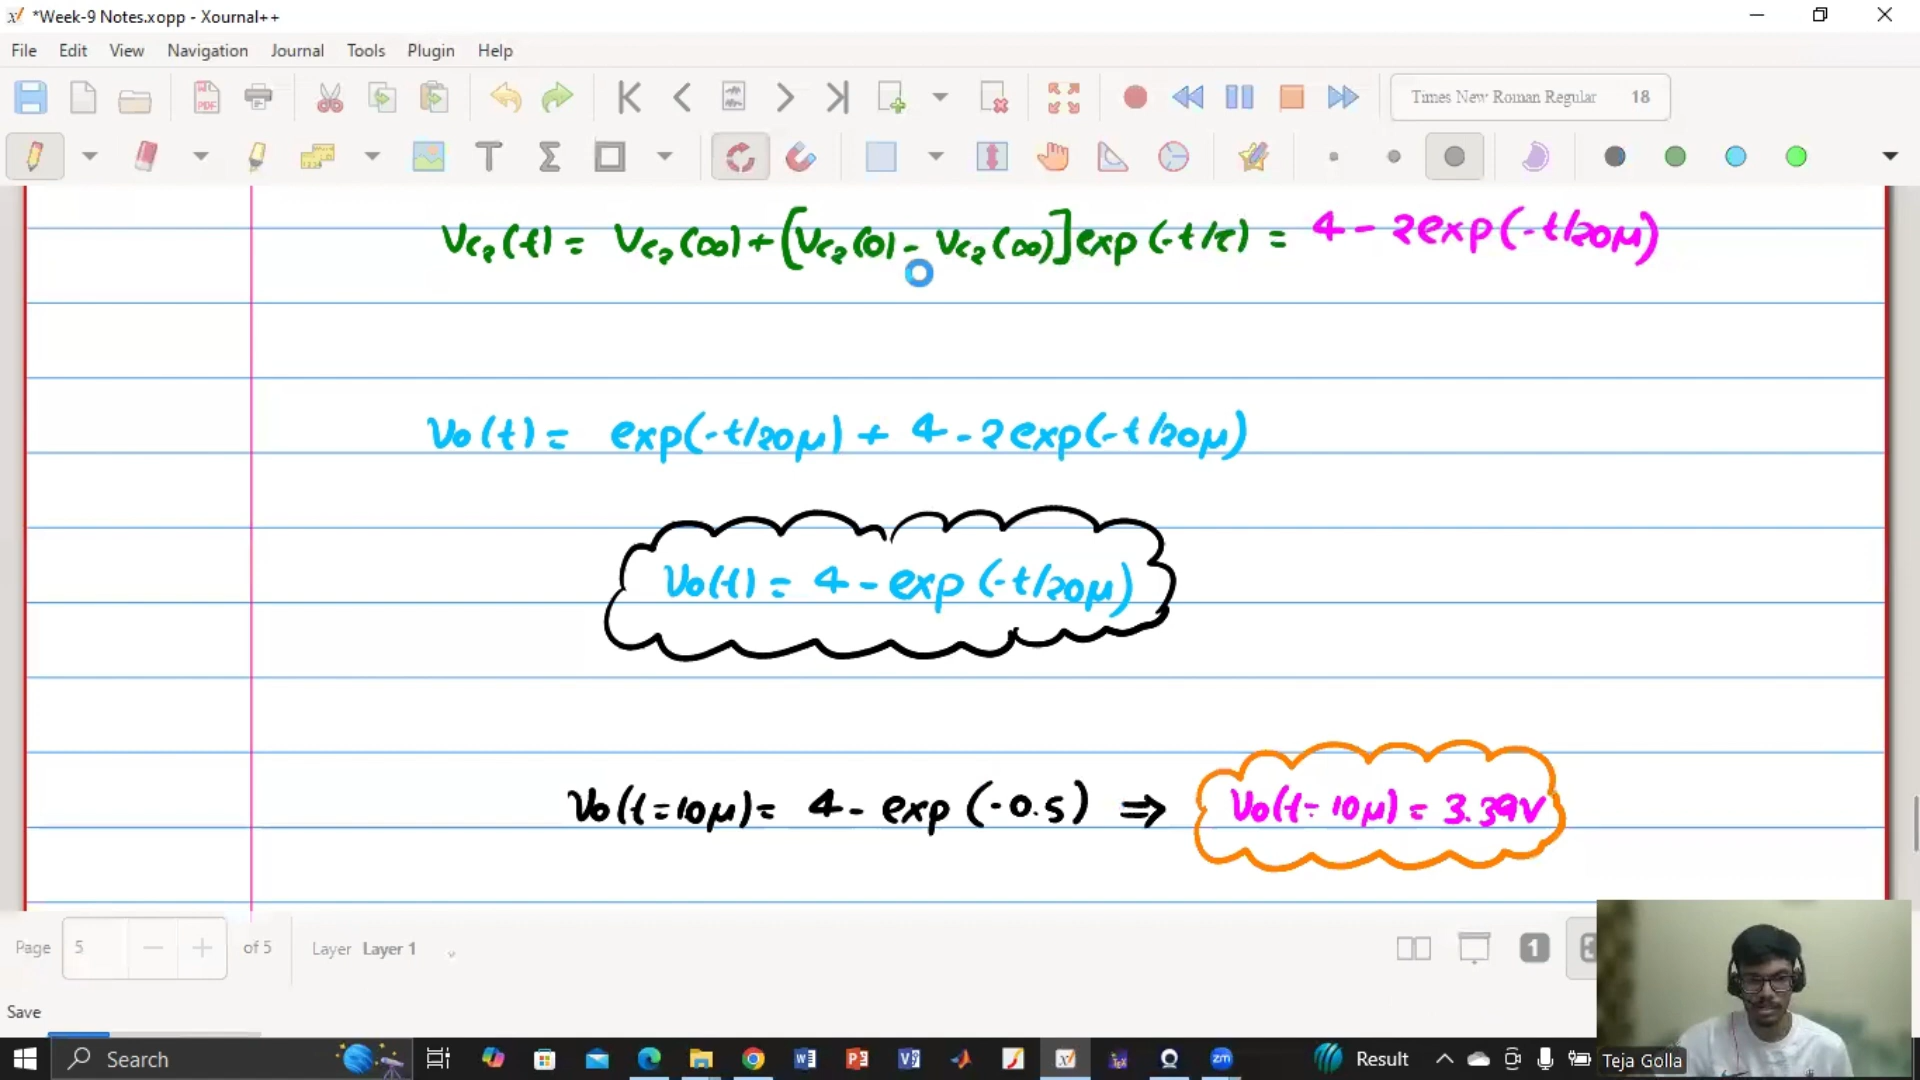 *Week-9 Notes.xopp - Xournal++
File Edit View Navigation Journal Tools Plugin Help
Times New Roman Regular 18
Vc₂(t) = Vc₂(∞) + [Vc₂(0) - Vc₂(∞)] exp(-t/τ) = 4 - 2exp(-t/20μ)
Vo(t) = exp(-t/20μ) + 4 - 2exp(-t/20μ)
Vo(t) = 4 - exp(-t/20μ)
Vo(t=10μ) = 4 - exp(-0.5) ⇒ Vo(t=10μ) = 3.39V
Page 5 of 5 Layer Layer 1
Save
Search
Result
Teja Golla